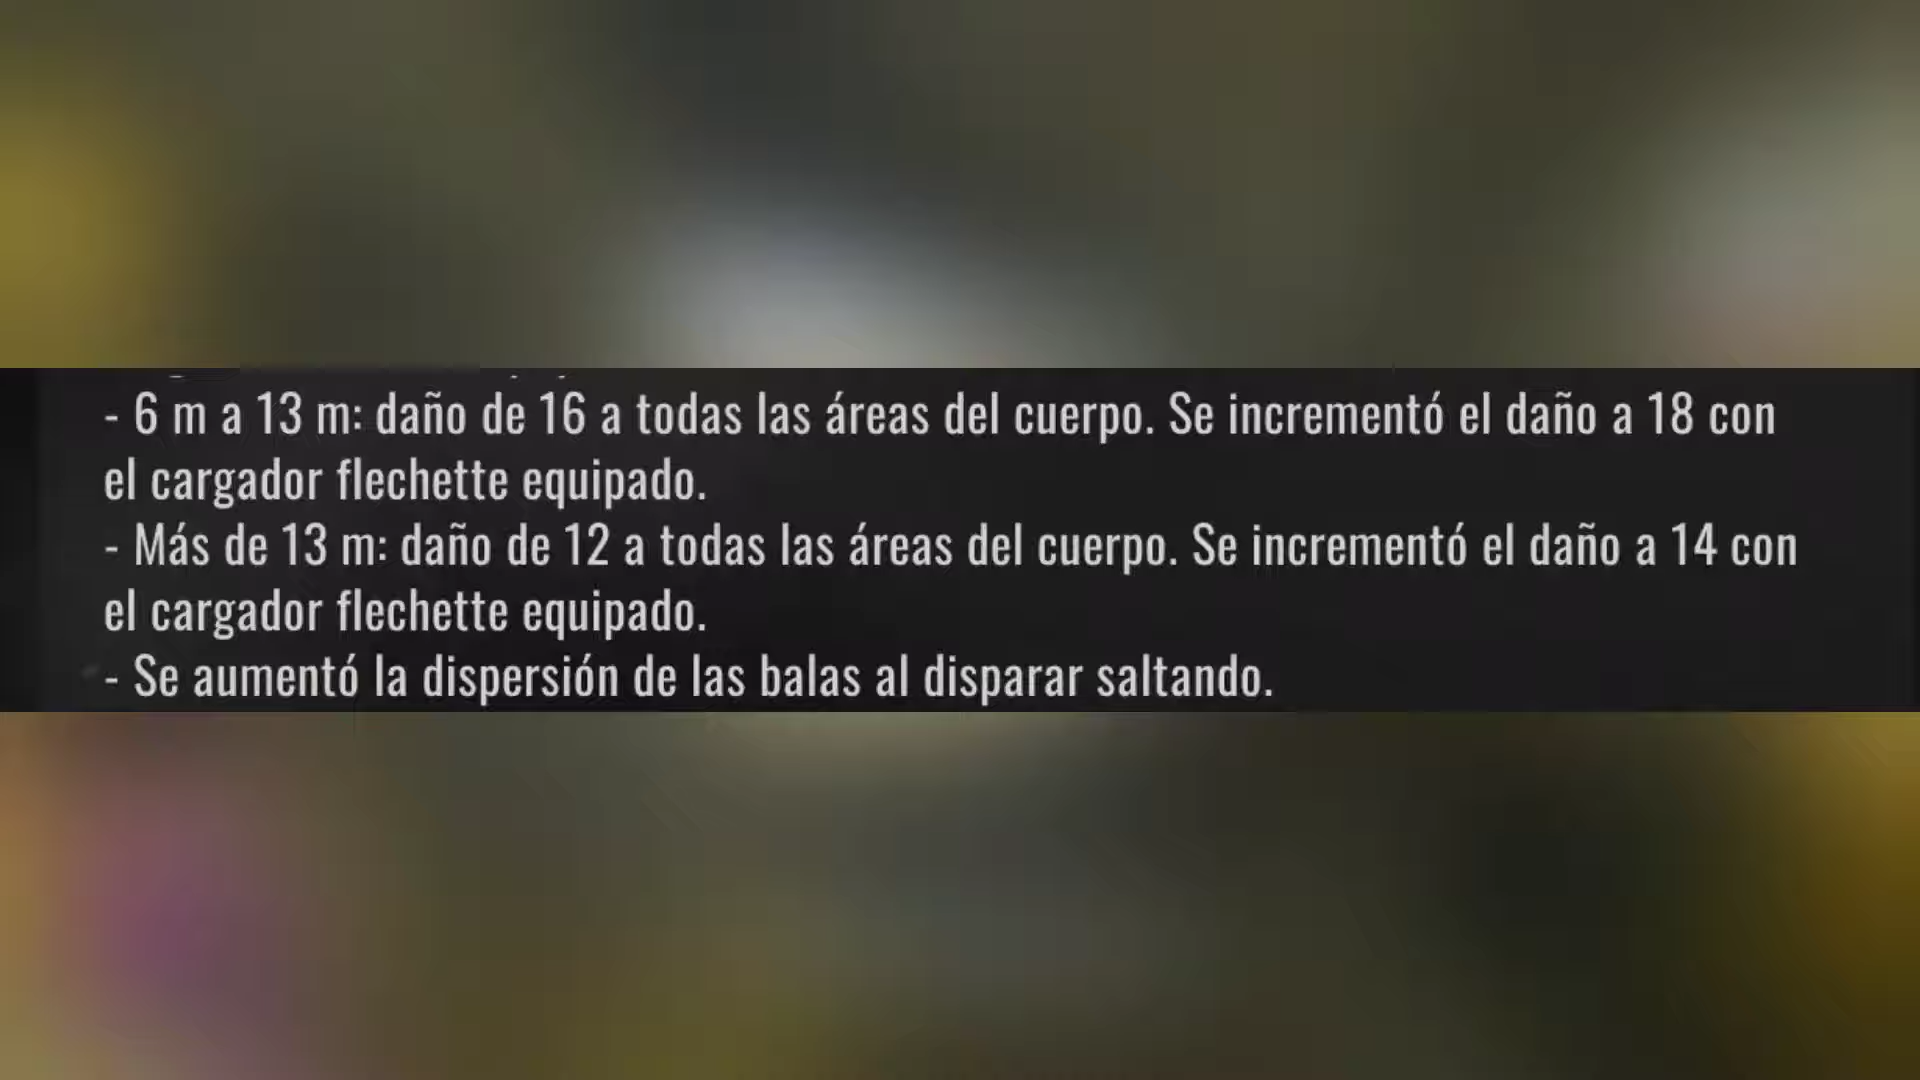 - 6 m a 13 m: daño de 16 a todas las áreas del cuerpo. Se incrementó el daño a 18 con
el cargador flechette equipado.
- Más de 13 m: daño de 12 a todas las áreas del cuerpo. Se incrementó el daño a 14 con
el cargador flechette equipado.
- Se aumentó la dispersión de las balas al disparar saltando.